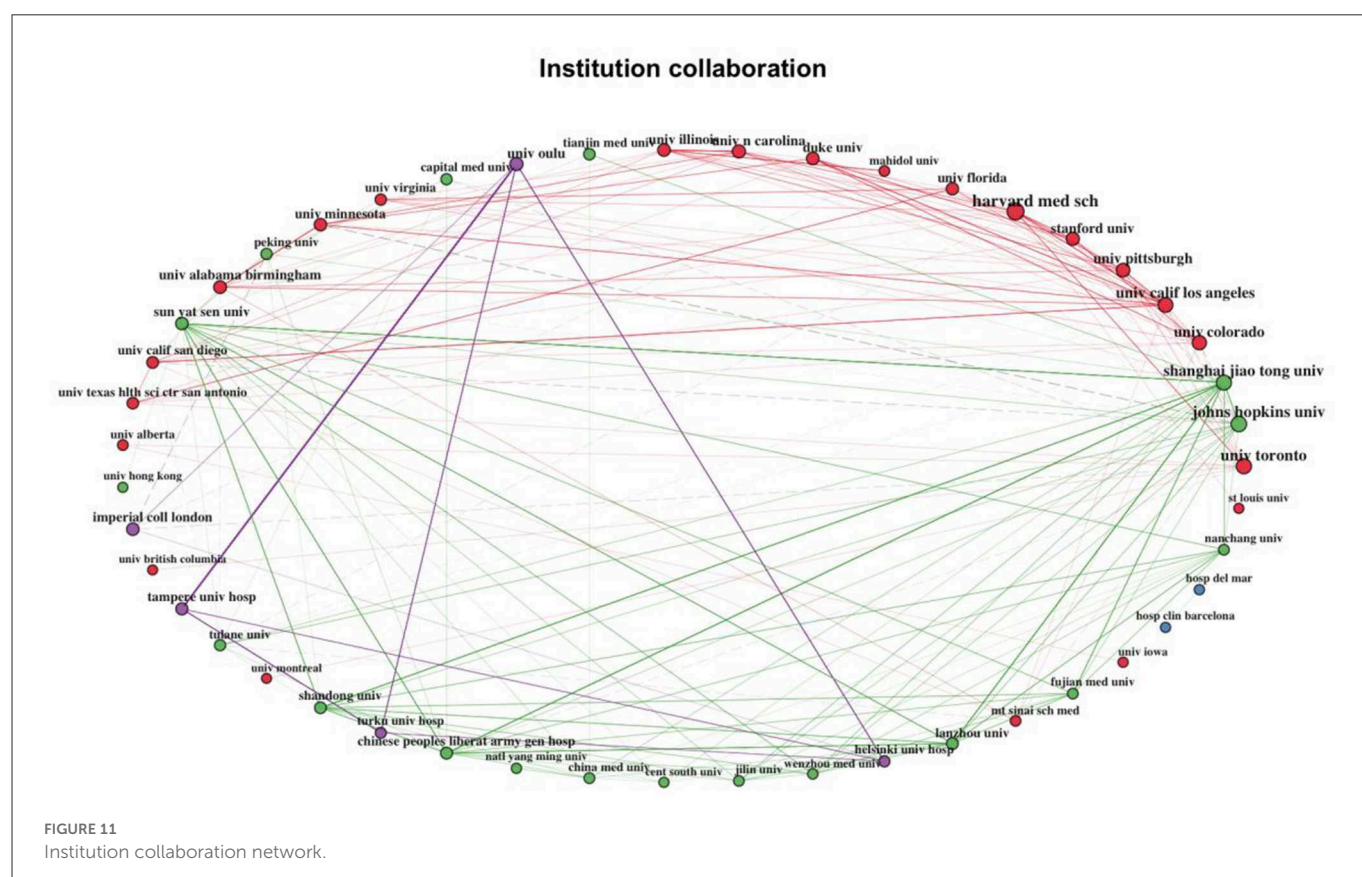 Institution collaboration
tianjin med univ
univ illinois
univ n carolina
duke univ
univ oulu
mahidol univ
capital med univ
univ florida
univ virginia
harvard med sch
univ minnesota
stanford univ
peking univ
univ pittsburgh
univ alabama birmingham
univ calif los angeles
sun yat sen univ
univ colorado
univ calif san diego
shanghai jiao tong univ
univ texas hlth sci ctr san antonio
johns hopkins univ
univ alberta
univ toronto
univ hong kong
st louis univ
imperial coll london
nanchang univ
univ british columbia
hosp del mar
tampere univ hosp
hosp clin barcelona
tulane univ
univ iowa
univ montreal
fujian med univ
shandong univ
mt sinai sch med
turku univ hosp
lanzhou univ
chinese peoples liberat army gen hosp
helsinki univ hosp
natl yang ming univ
china med univ
cent south univ
jilin univ
wenzhou med univ
FIGURE 11
Institution collaboration network.